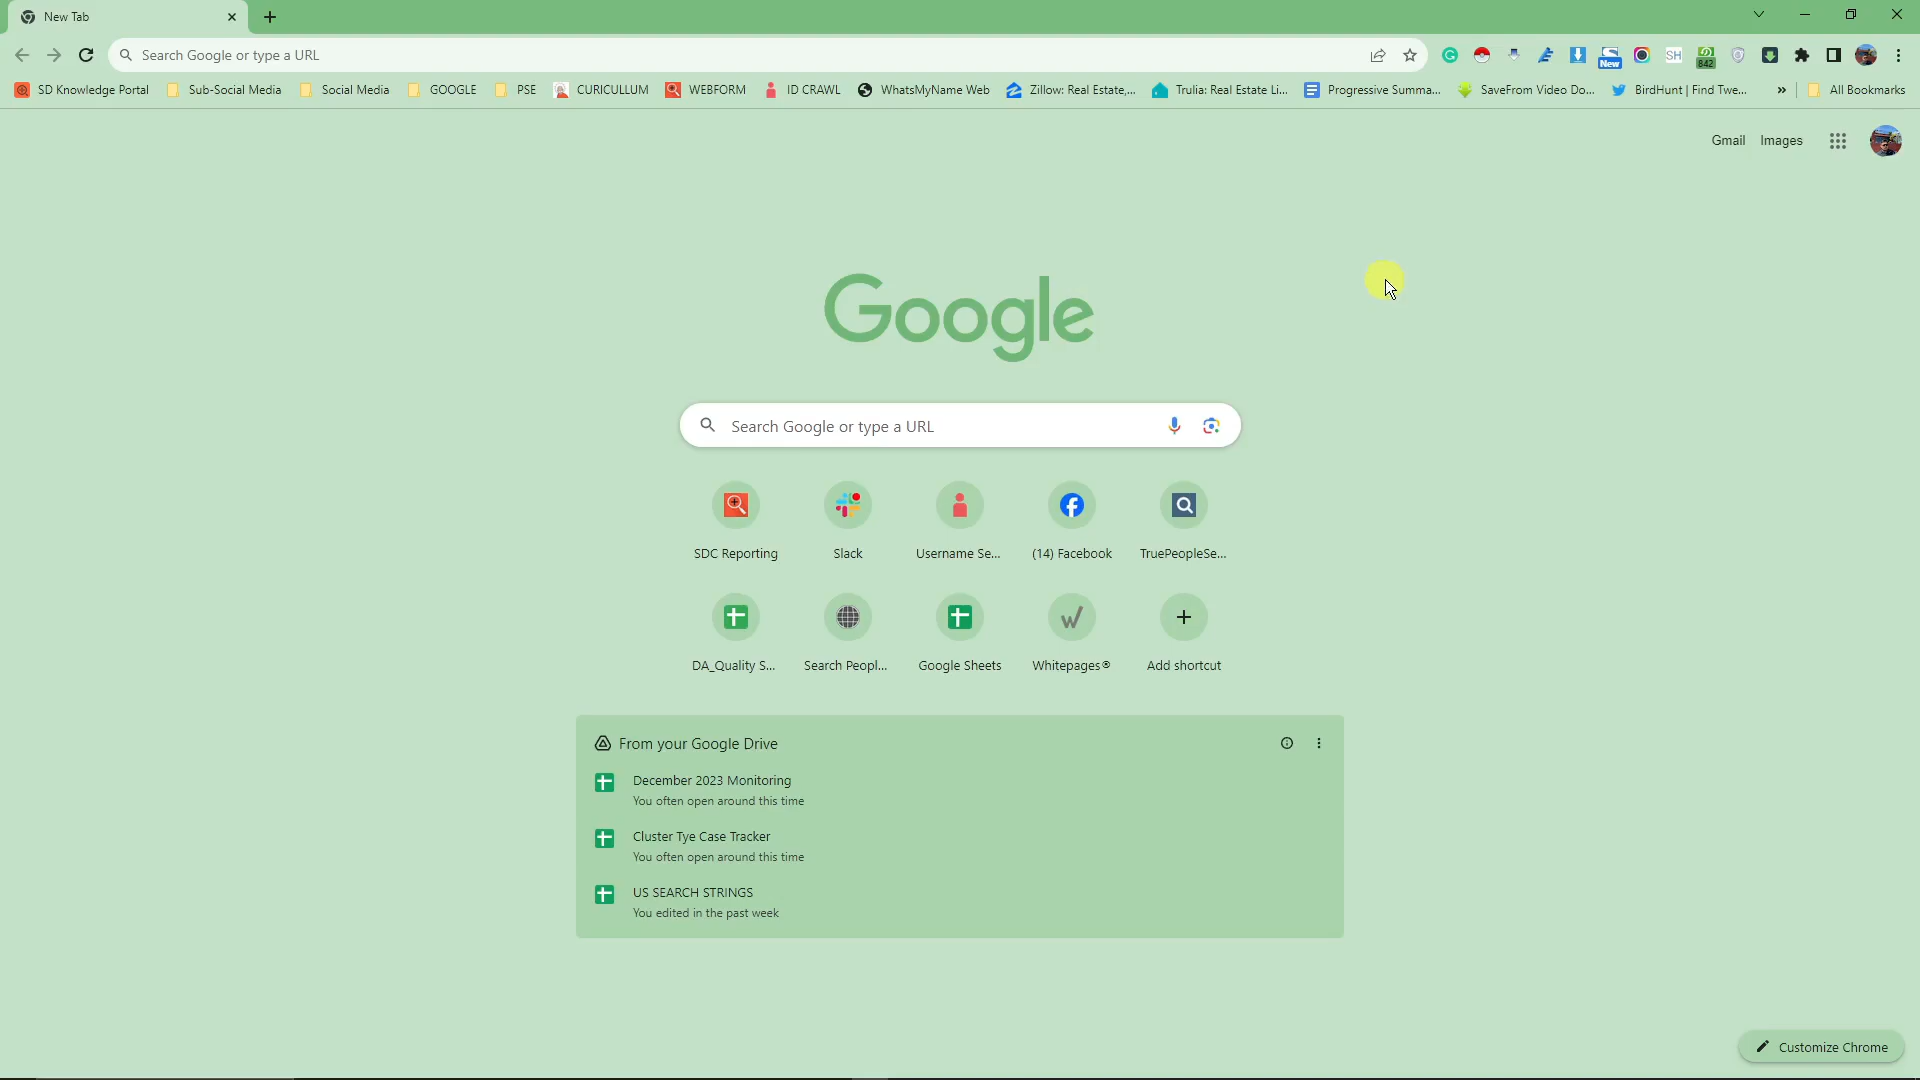 New Tab
Search Google or type a URL
New
SH
842
SD Knowledge Portal
Sub-Social Media
Social Media
GOOGLE
PSE
CURICULLUM
WEBFORM
ID CRAWL
WhatsMyName Web
Zillow: Real Estate,...
Trulia: Real Estate Li...
Progressive Summa...
SaveFrom Video Do...
BirdHunt | Find Twe...
»
All Bookmarks
Gmail Images
Google
Search Google or type a URL
SDC Reporting
Slack
Username Se...
(14) Facebook
TruePeopleSe...
DA_Quality S...
Search Peopl...
Google Sheets
Whitepages®
Add shortcut
From your Google Drive
December 2023 Monitoring
You often open around this time
Cluster Tye Case Tracker
You often open around this time
US SEARCH STRINGS
You edited in the past week
Customize Chrome